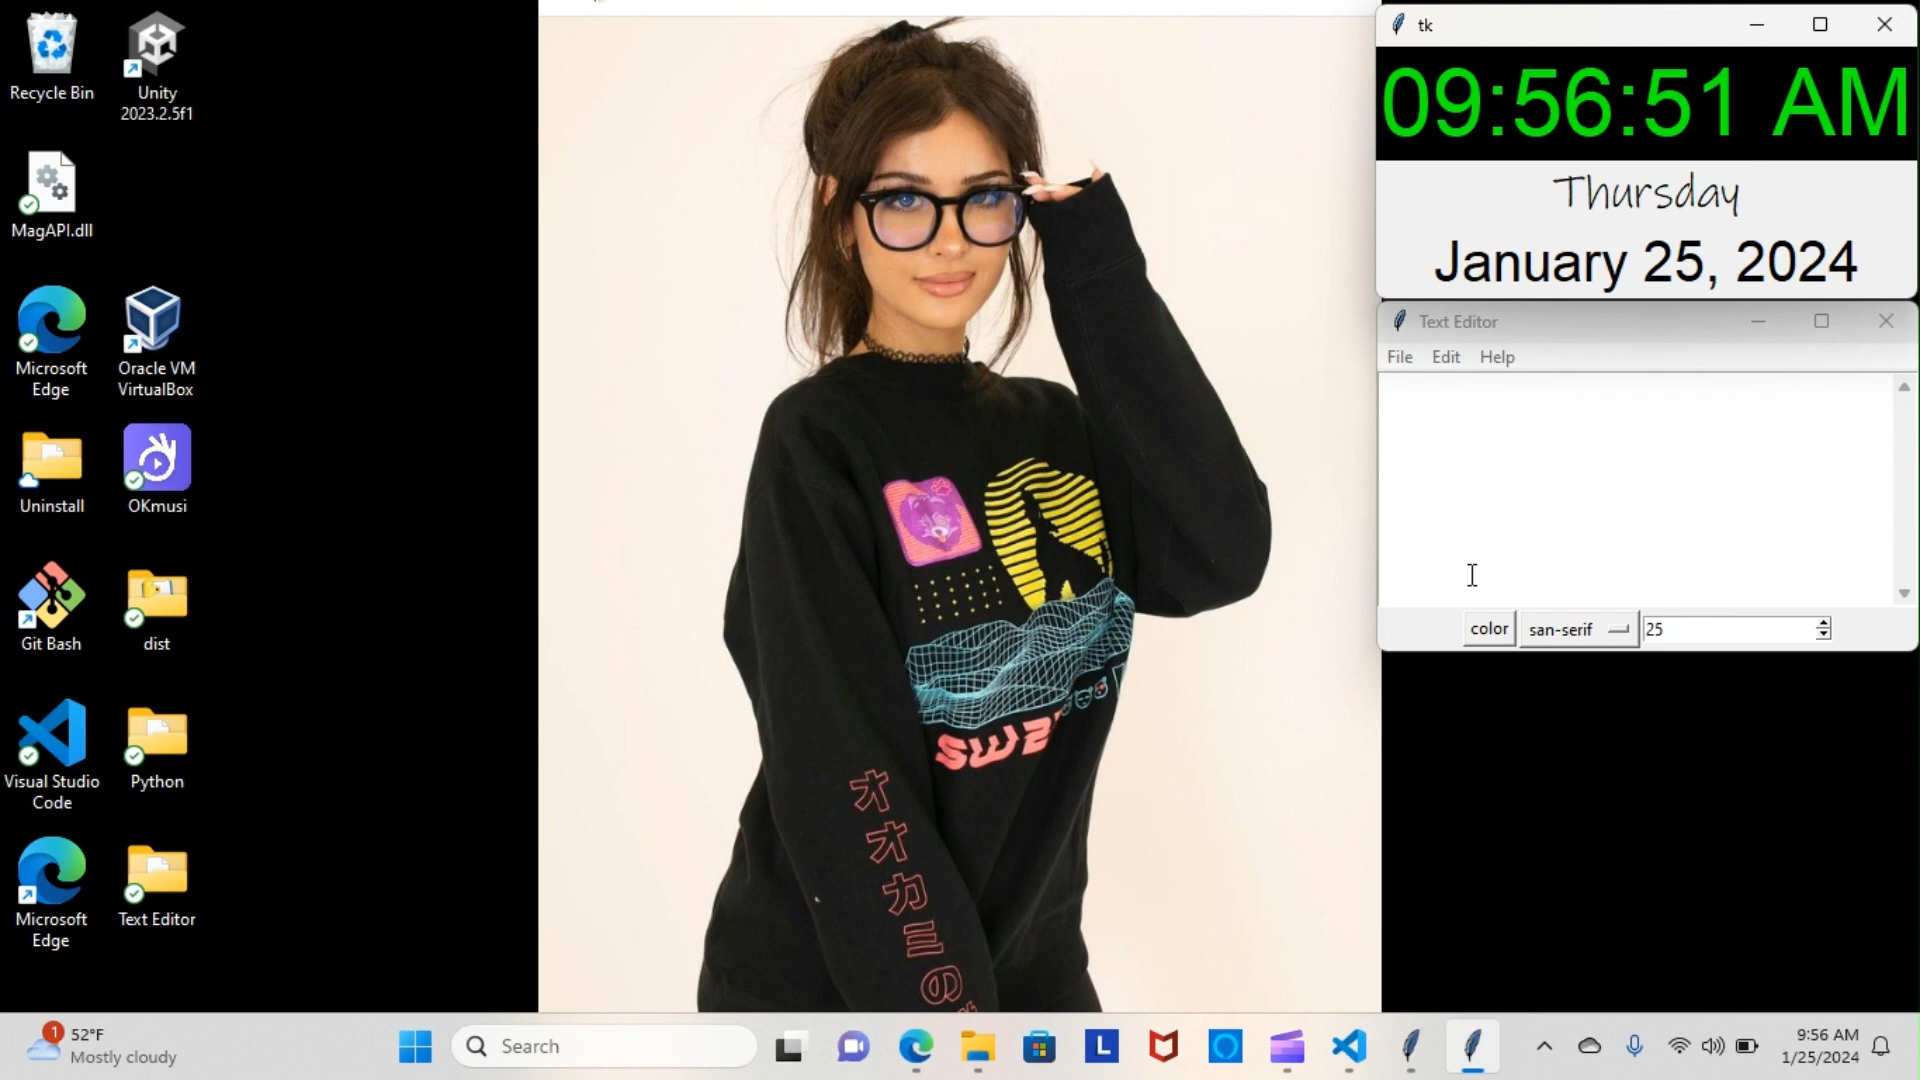 Recycle Bin
Unity
2023.2.5f1
MagAPI.dll
Microsoft
Edge
Oracle VM
VirtualBox
Uninstall
OKmusi
Git Bash
dist
Visual Studio
Code
Python
Microsoft
Edge
Text Editor
オオカミの
tk
09:56:51 AM
Thursday
January 25, 2024
Text Editor
File Edit Help
color san-serif 25
1
52°F
Mostly cloudy
Search
L
9:56 AM
1/25/2024